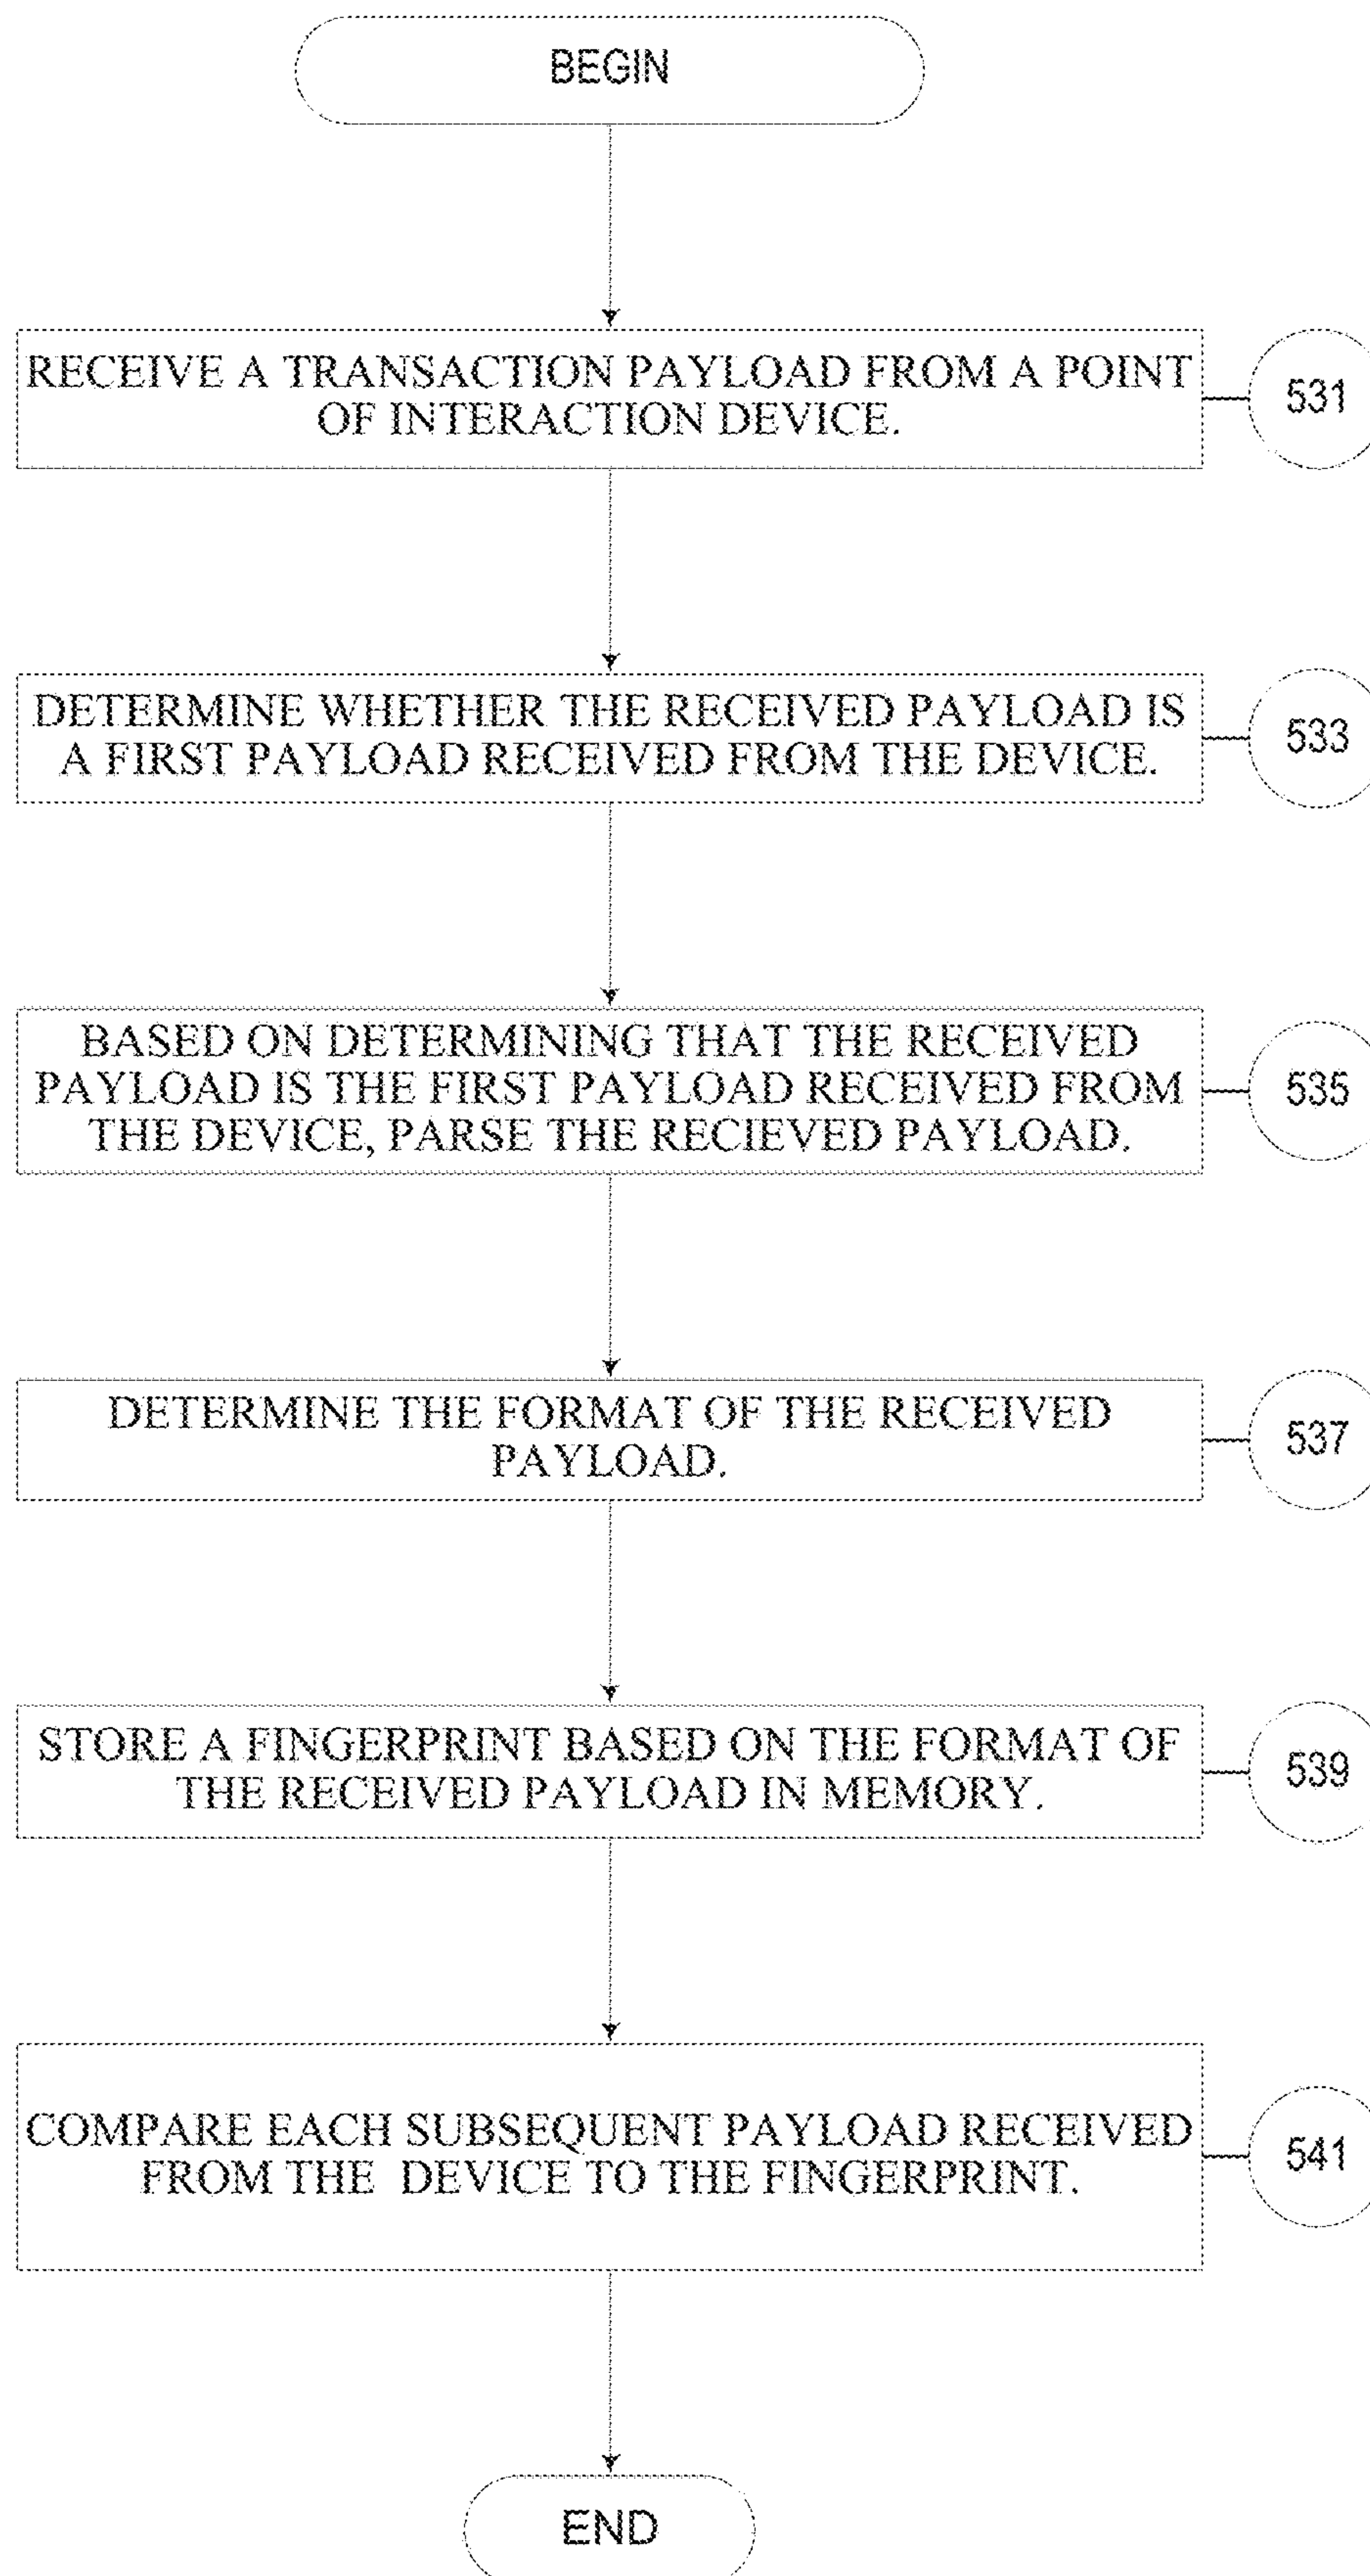 BEGIN
RECEIVE A TRANSACTION PAYLOAD FROM A POINT
OF INTERACTION DEVICE.
531
DETERMINE WHETHER THE RECEIVED PAYLOAD IS
A FIRST PAYLOAD RECEIVED FROM THE DEVICE.
533
BASED ON DETERMINING THAT THE RECEIVED
PAYLOAD IS THE FIRST PAYLOAD RECEIVED FROM
THE DEVICE, PARSE THE RECIEVED PAYLOAD.
535
DETERMINE THE FORMAT OF THE RECEIVED
PAYLOAD.
537
STORE A FINGERPRINT BASED ON THE FORMAT OF
THE RECEIVED PAYLOAD IN MEMORY.
539
COMPARE EACH SUBSEQUENT PAYLOAD RECEIVED
FROM THE DEVICE TO THE FINGERPRINT.
541
END